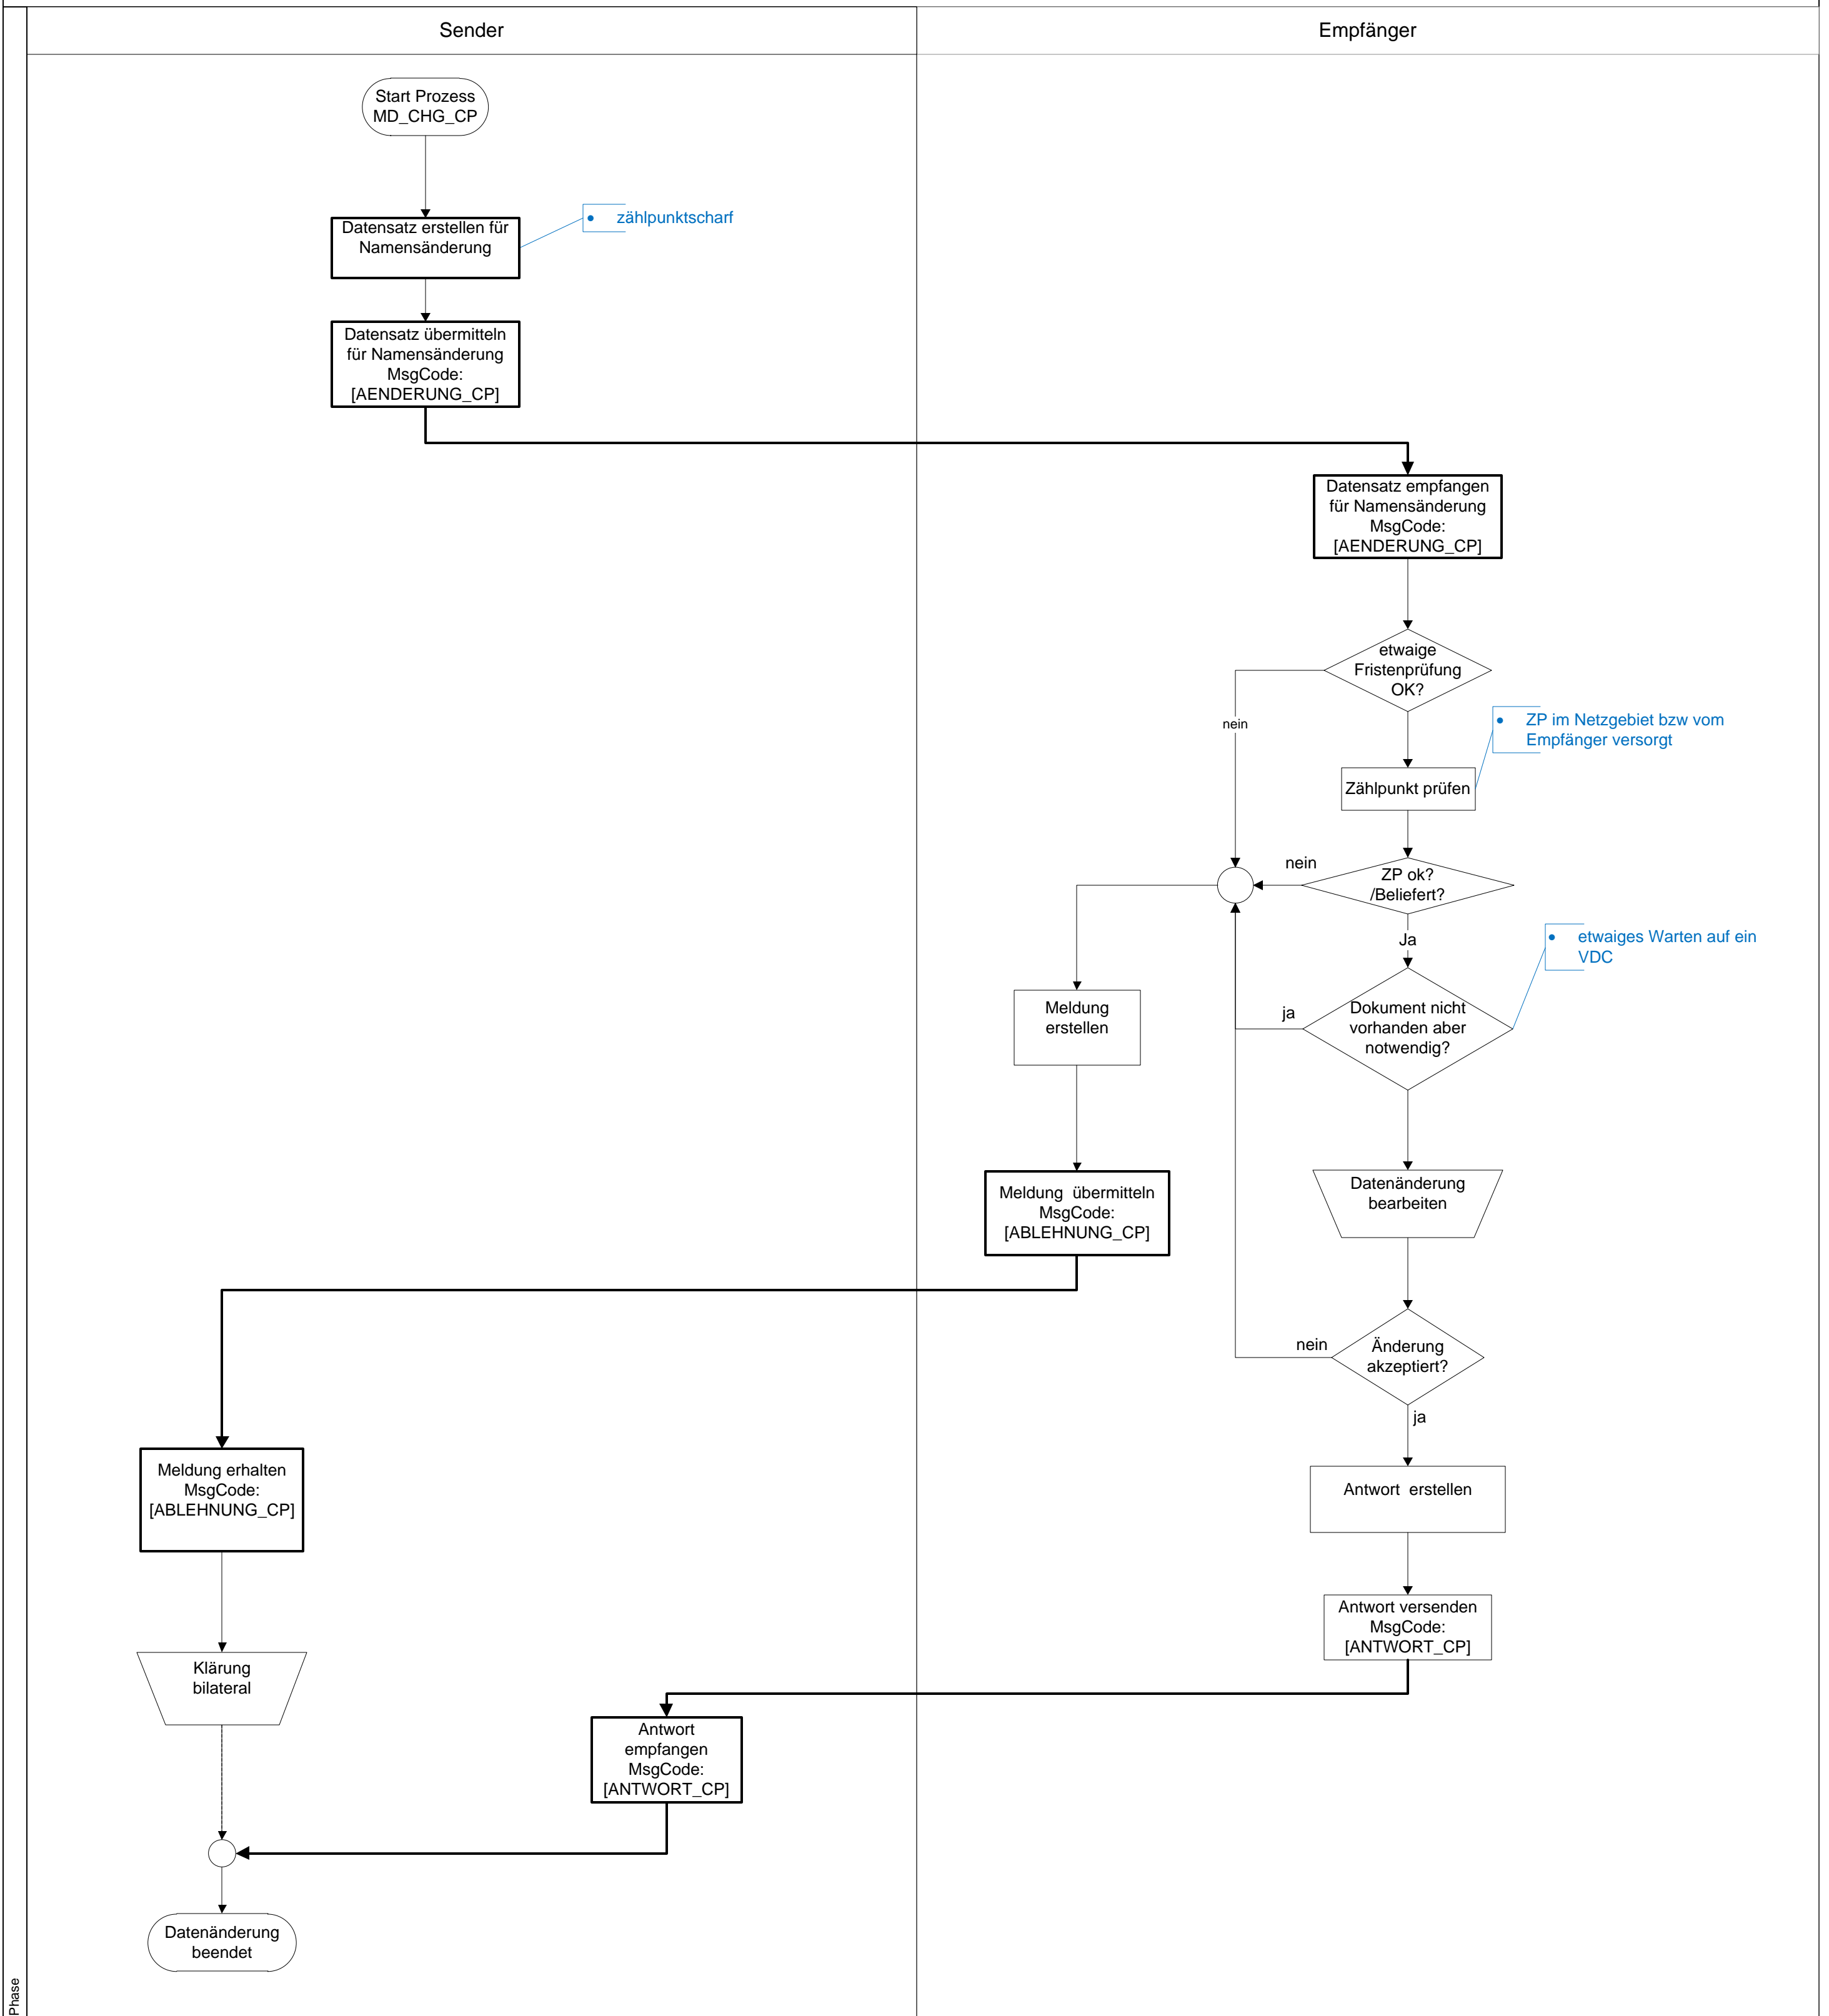 Sender
Empfänger
Start Prozess
MD_CHG_CP
Datensatz erstellen für
Namensänderung
• zählpunktscharf
Datensatz übermitteln
für Namensänderung
MsgCode:
[AENDERUNG_CP]
Datensatz empfangen
für Namensänderung
MsgCode:
[AENDERUNG_CP]
etwaige
Fristenprüfung
OK?
nein
• ZP im Netzgebiet bzw vom
Empfänger versorgt
Zählpunkt prüfen
nein
ZP ok?
/Beliefert?
Ja
• etwaiges Warten auf ein
VDC
ja
Dokument nicht
vorhanden aber
notwendig?
Meldung
erstellen
Meldung übermitteln
MsgCode:
[ABLEHNUNG_CP]
Datenänderung
bearbeiten
nein
Änderung
akzeptiert?
ja
Meldung erhalten
MsgCode:
[ABLEHNUNG_CP]
Antwort erstellen
Antwort versenden
MsgCode:
[ANTWORT_CP]
Klärung
bilateral
Antwort
empfangen
MsgCode:
[ANTWORT_CP]
Datenänderung
beendet
Phase